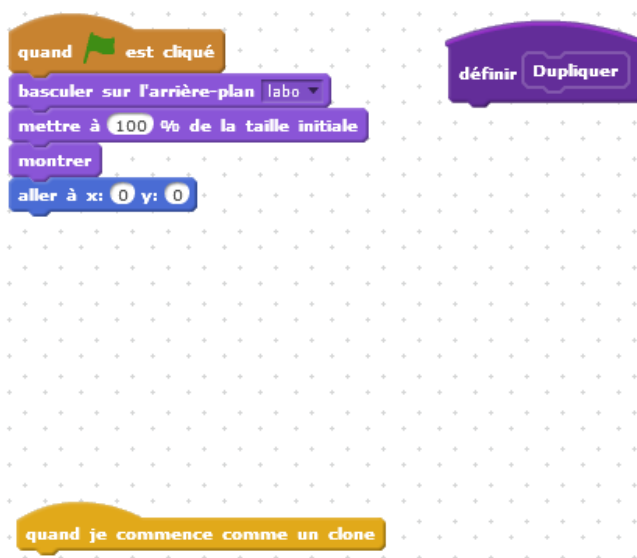 quand est cliqué
basculer sur l'arrière-plan labo
mettre à 100 % de la taille initiale
montrer
aller à x: 0 y: 0
définir Dupliquer
quand je commence comme un clone